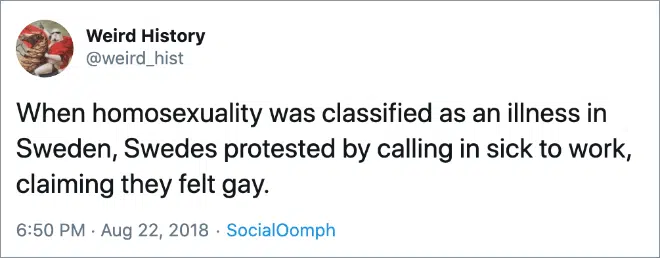 Weird History
@weird_hist
When homosexuality was classified as an illness in
Sweden, Swedes protested by calling in sick to work,
claiming they felt gay.
6:50 PM · Aug 22, 2018 · SocialOomph